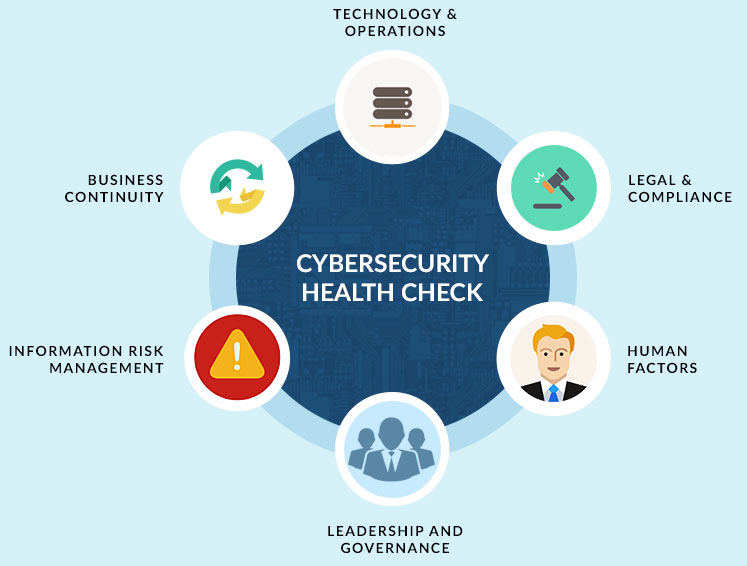 TECHNOLOGY &
OPERATIONS
BUSINESS
CONTINUITY
LEGAL &
COMPLIANCE
CYBERSECURITY
HEALTH CHECK
INFORMATION RISK
MANAGEMENT
HUMAN
FACTORS
LEADERSHIP AND
GOVERNANCE